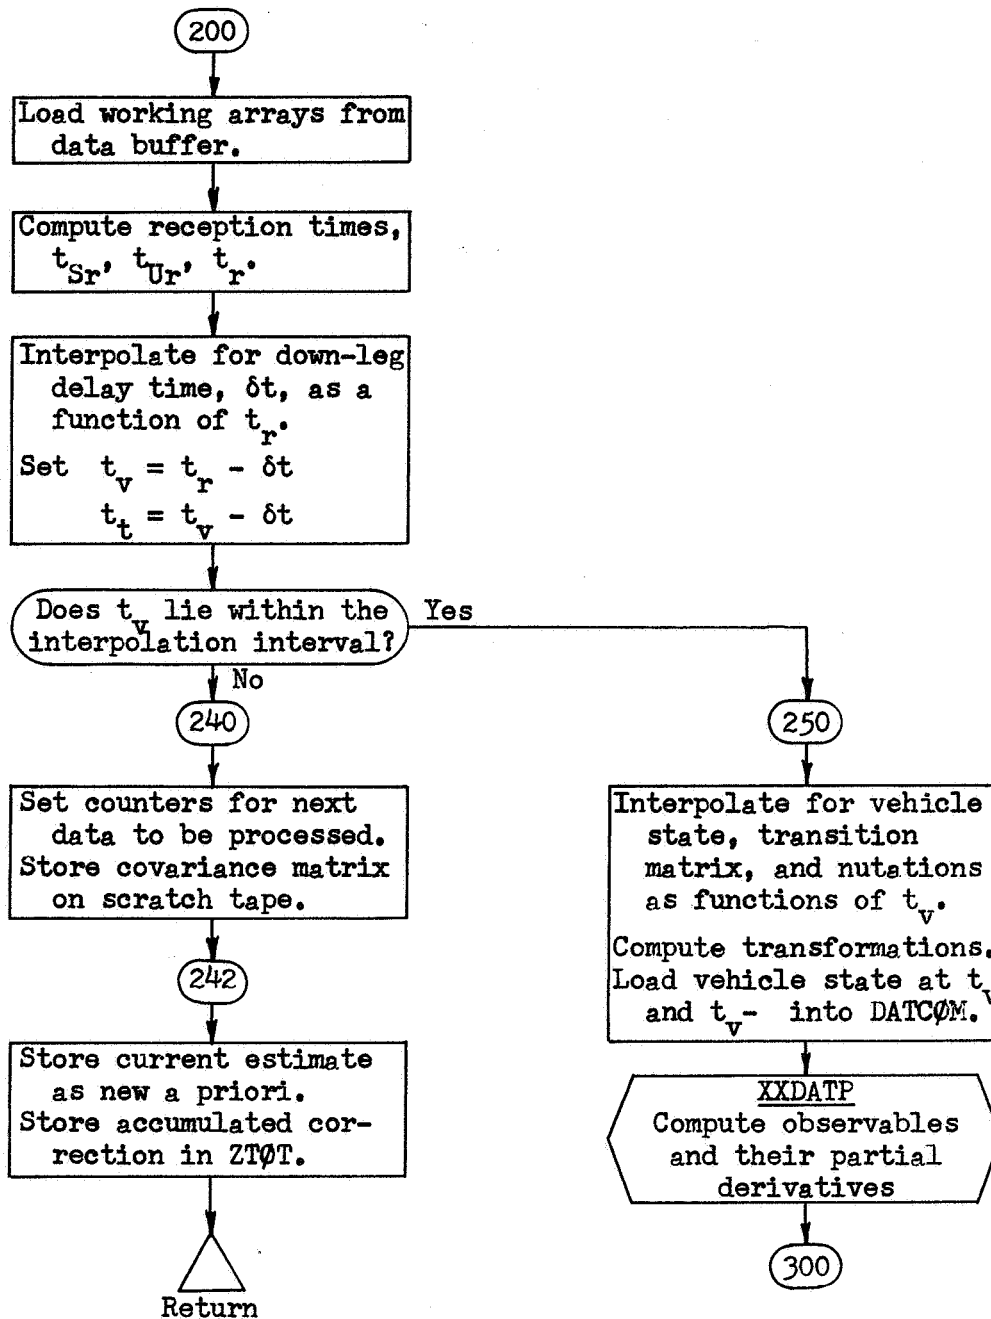 200
Load working arrays from
data buffer.
Compute reception times,
t_Sr, t_Ur, t_r.
Interpolate for down-leg
delay time, δt, as a
function of t_r.
Set t_v = t_r - δt
t_t = t_v - δt
Does t_v lie within the
interpolation interval?
Yes
No
240
Set counters for next
data to be processed.
Store covariance matrix
on scratch tape.
242
Store current estimate
as new a priori.
Store accumulated cor-
rection in ZTØT.
Return
250
Interpolate for vehicle
state, transition
matrix, and nutations
as functions of t_v.
Compute transformations.
Load vehicle state at t_v
and t_v- into DATCØM.
XXDATP
Compute observables
and their partial
derivatives
300